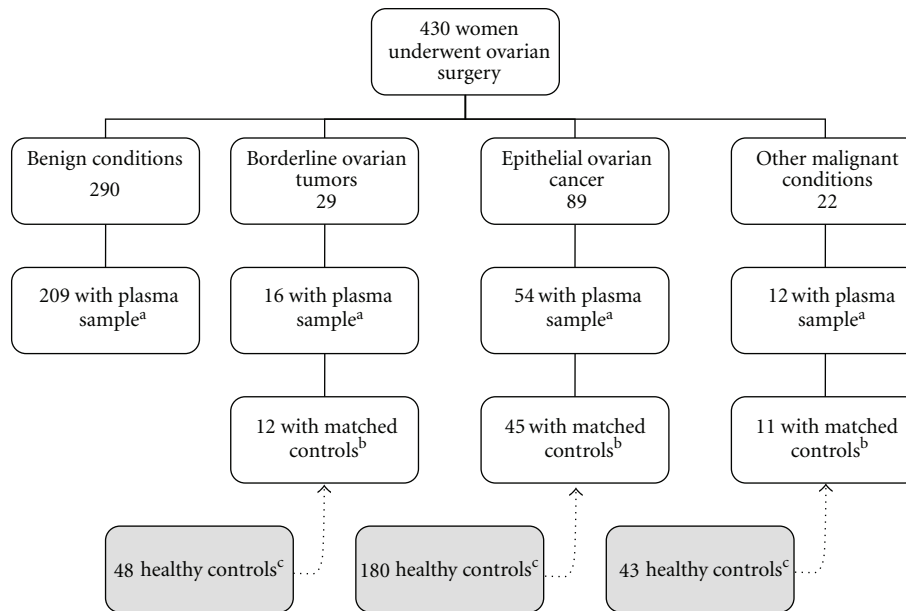 430 women
underwent ovarian
surgery
Benign conditions
290
Borderline ovarian
tumors
29
Epithelial ovarian
cancer
89
Other malignant
conditions
22
209 with plasma
sampleᵃ
16 with plasma
sampleᵃ
54 with plasma
sampleᵃ
12 with plasma
sampleᵃ
12 with matched
controlsᵇ
45 with matched
controlsᵇ
11 with matched
controlsᵇ
48 healthy controlsᶜ
180 healthy controlsᶜ
43 healthy controlsᶜ